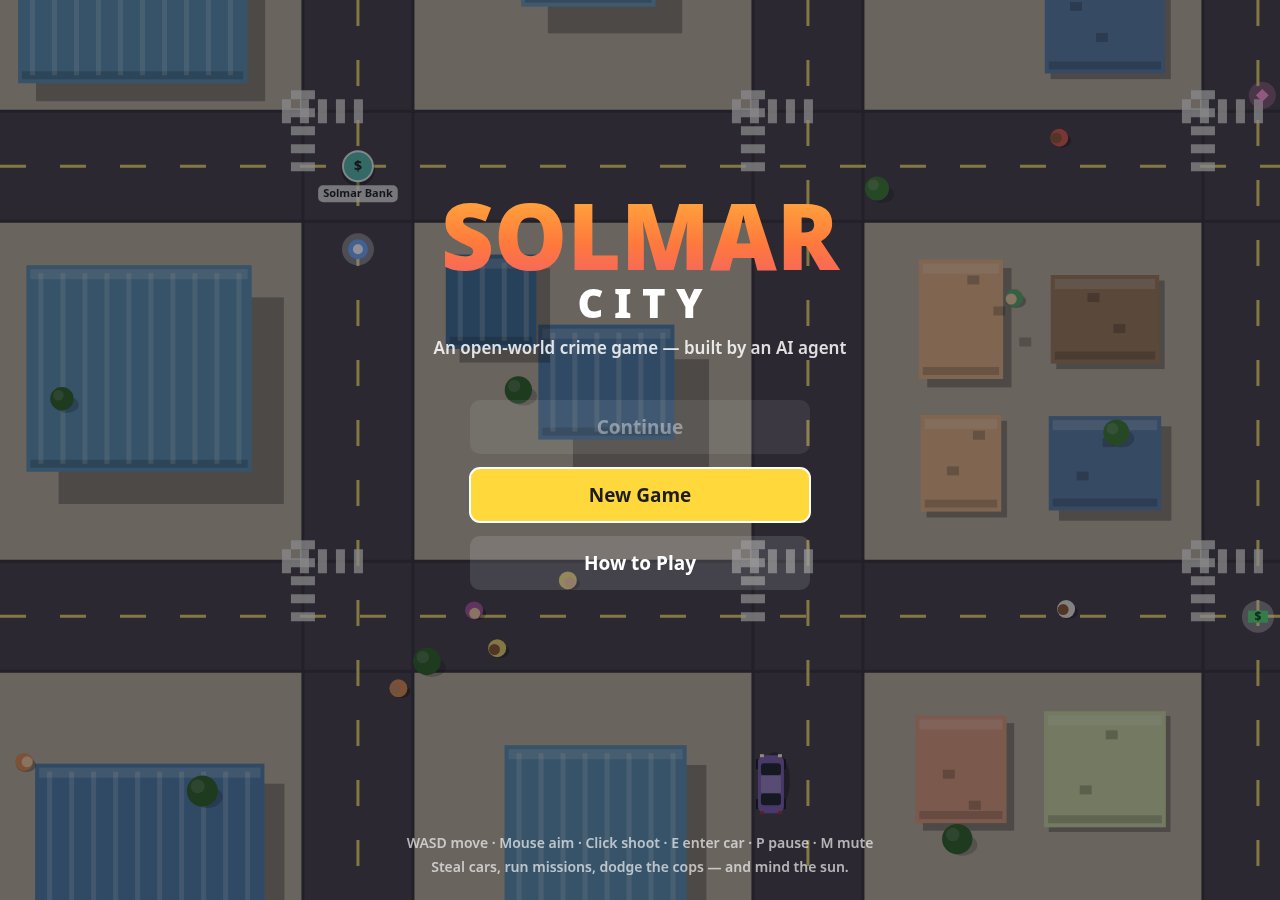 $
Solmar Bank
SOLMAR
CITY
An open-world crime game — built by an AI agent
Continue
New Game
How to Play
$
WASD move · Mouse aim · Click shoot · E enter car · P pause · M mute
Steal cars, run missions, dodge the cops — and mind the sun.